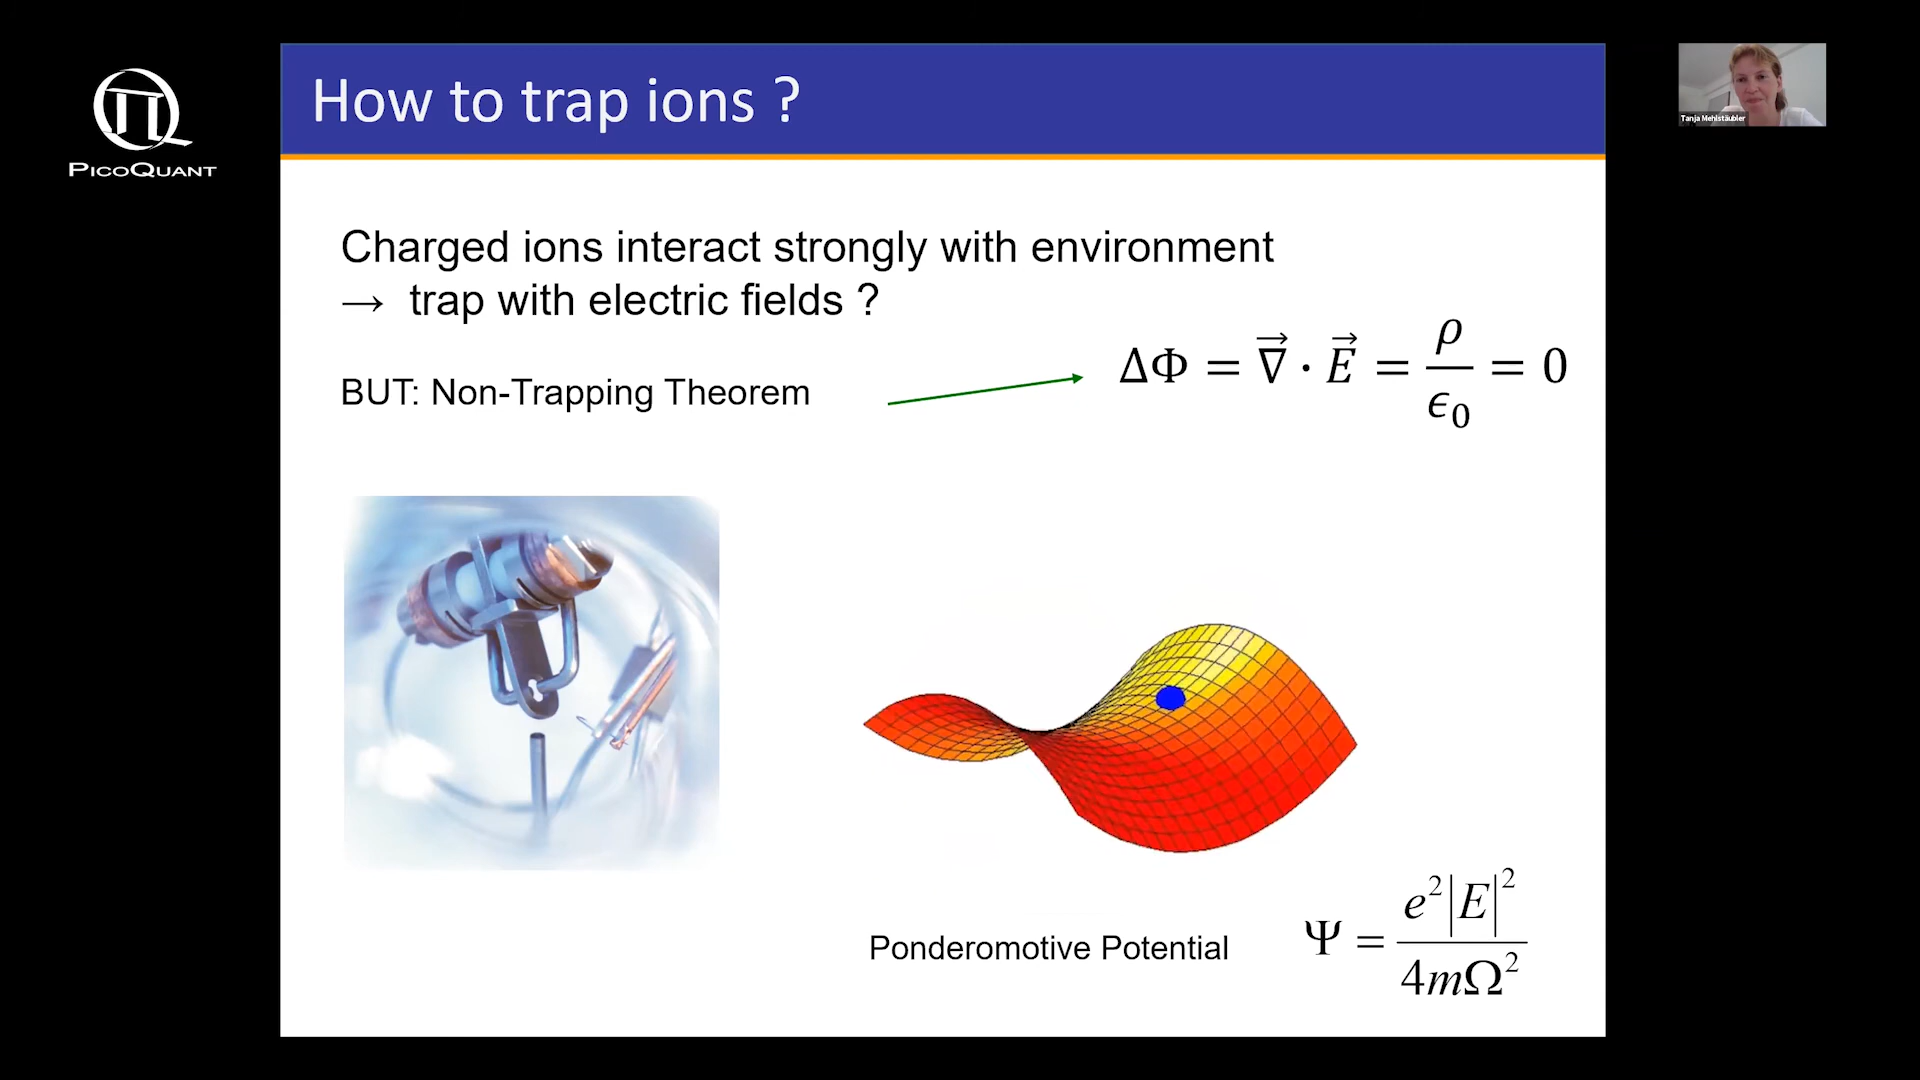 PICOQUANT
How to trap ions ?
Tanja Mehlstäubler
Charged ions interact strongly with environment
→ trap with electric fields ?
BUT: Non-Trapping Theorem
ΔΦ = ∇⃗ · E⃗ = ρ/ϵ₀ = 0
Ponderomotive Potential
Ψ = e²|E|²/4mΩ²